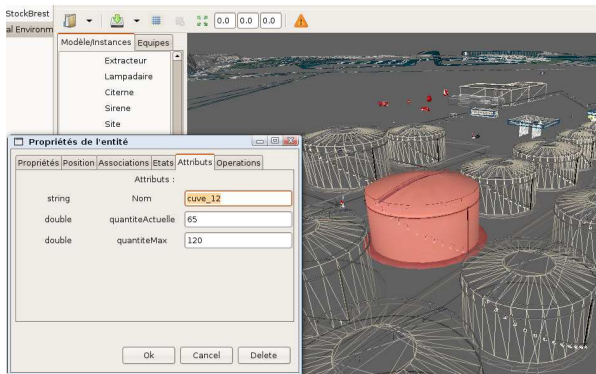 StockBrest
al Environm
0.0 0.0 0.0
Modèle/Instances Equipes
Extracteur
Lampadaire
Citerne
Sirene
Site
Propriétés de l'entité
Propriétés Position Associations Etats Attributs Operations
Attributs :
string Nom cuve_12
double quantiteActuelle 65
double quantiteMax 120
Ok Cancel Delete